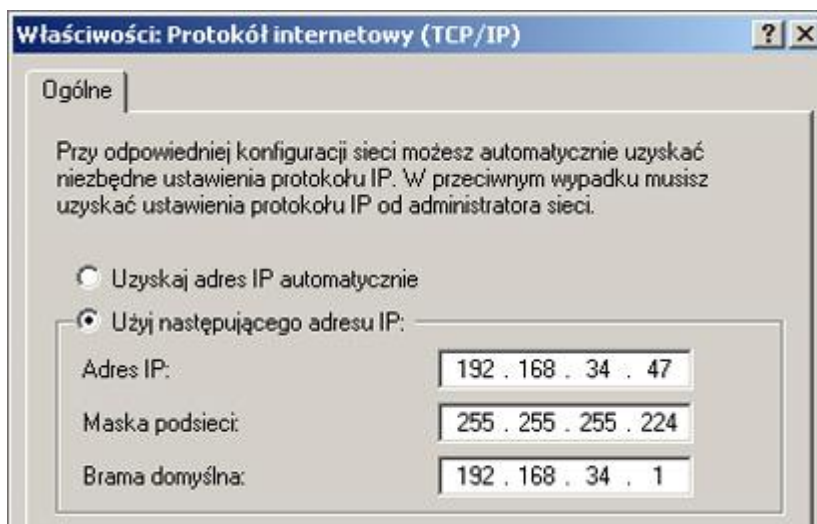 Właściwości: Protokół internetowy (TCP/IP)
Ogólne
Przy odpowiedniej konfiguracji sieci możesz automatycznie uzyskać
niezbędne ustawienia protokołu IP. W przeciwnym wypadku musisz
uzyskać ustawienia protokołu IP od administratora sieci.
Uzyskaj adres IP automatycznie
Użyj następującego adresu IP:
Adres IP: 192 . 168 . 34 . 47
Maska podsieci: 255 . 255 . 255 . 224
Brama domyślna: 192 . 168 . 34 . 1